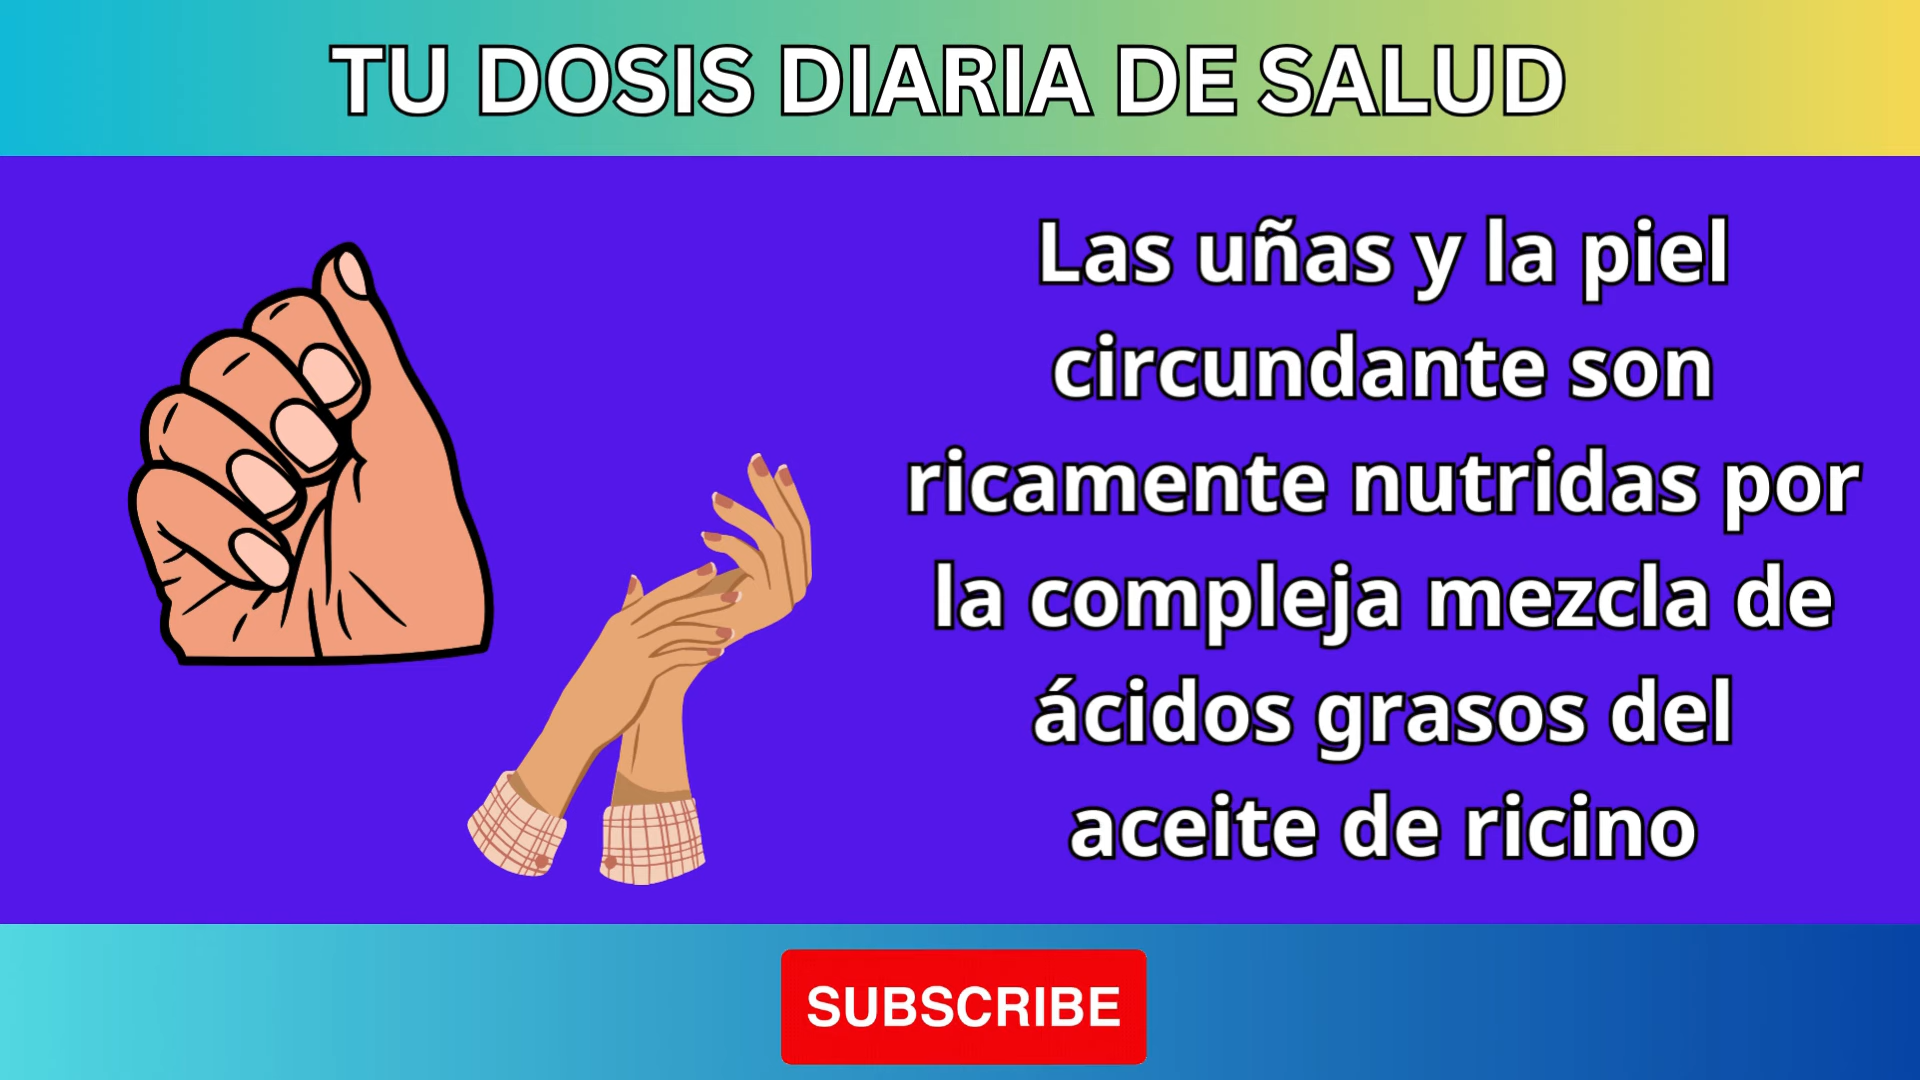 TU DOSIS DIARIA DE SALUD
Las uñas y la piel
circundante son
ricamente nutridas por
la compleja mezcla de
ácidos grasos del
aceite de ricino
SUBSCRIBE